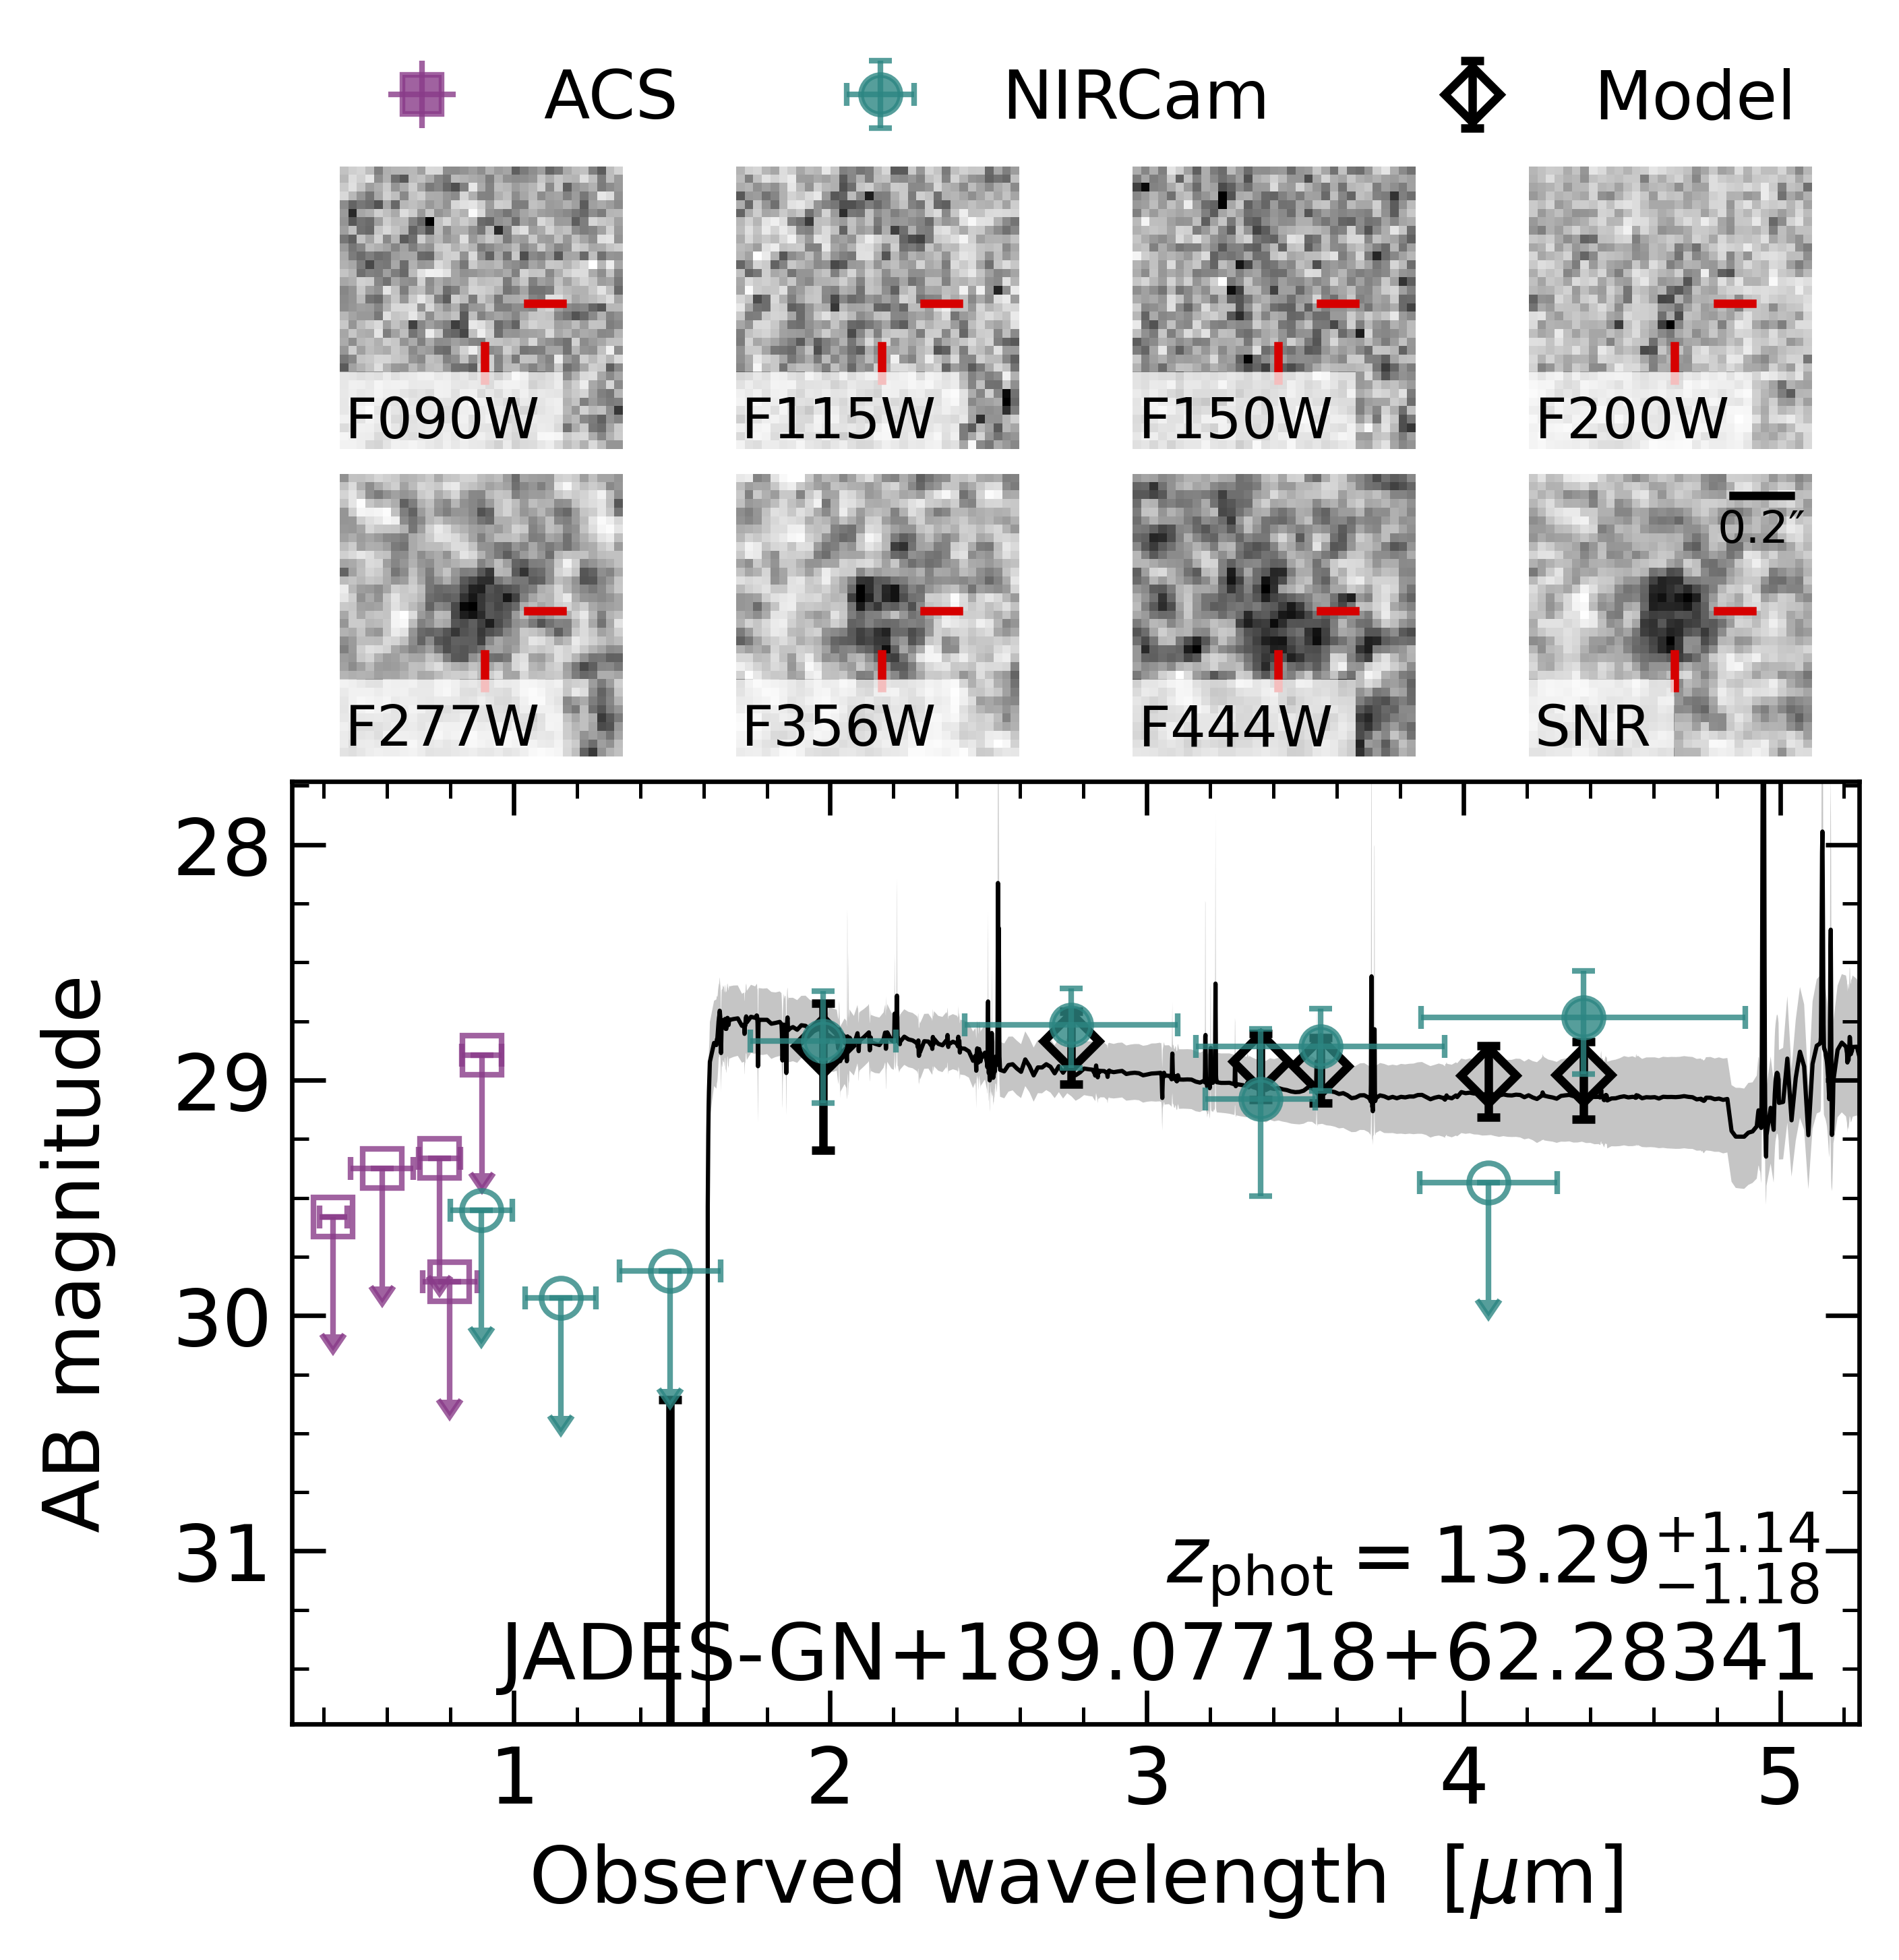 ACS NIRCam Model
F090W F115W F150W F200W
0.2″
F277W F356W F444W SNR
28
29
30
31
AB magnitude
z_phot = 13.29 +1.14 −1.18
JADES-GN+189.07718+62.28341
1 2 3 4 5
Observed wavelength [μm]